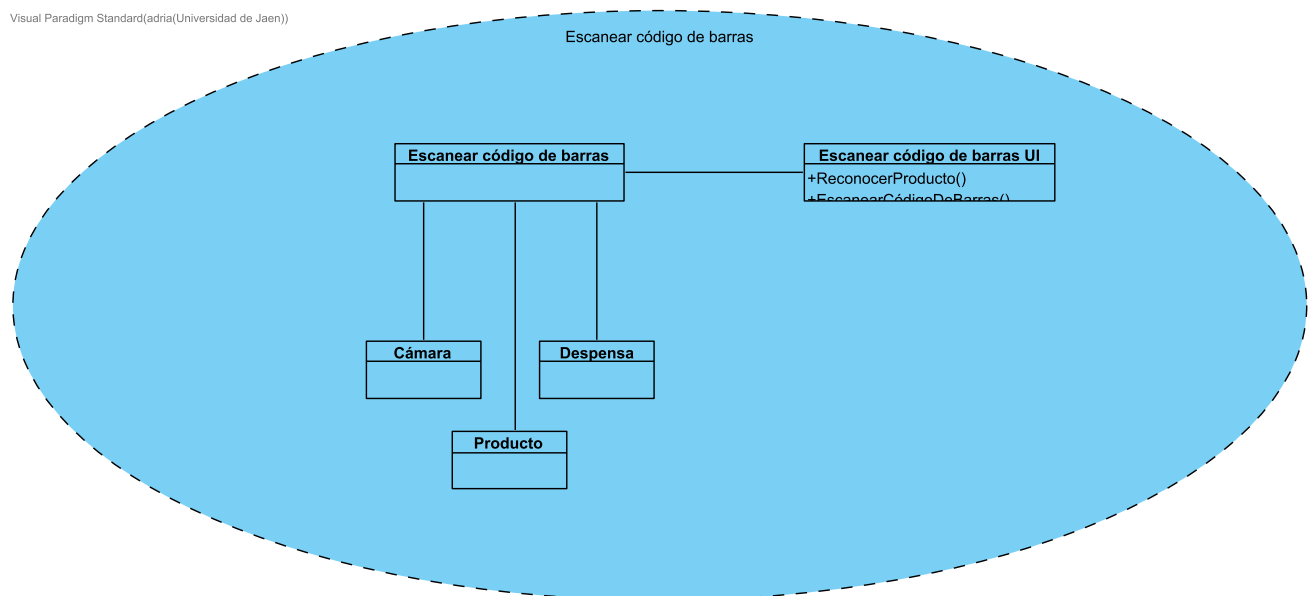 Visual Paradigm Standard(adria(Universidad de Jaen))
Escanear código de barras
Escanear código de barras
Escanear código de barras UI
+ReconocerProducto()
+EscanearCódigoDeBarras()
Cámara
Despensa
Producto